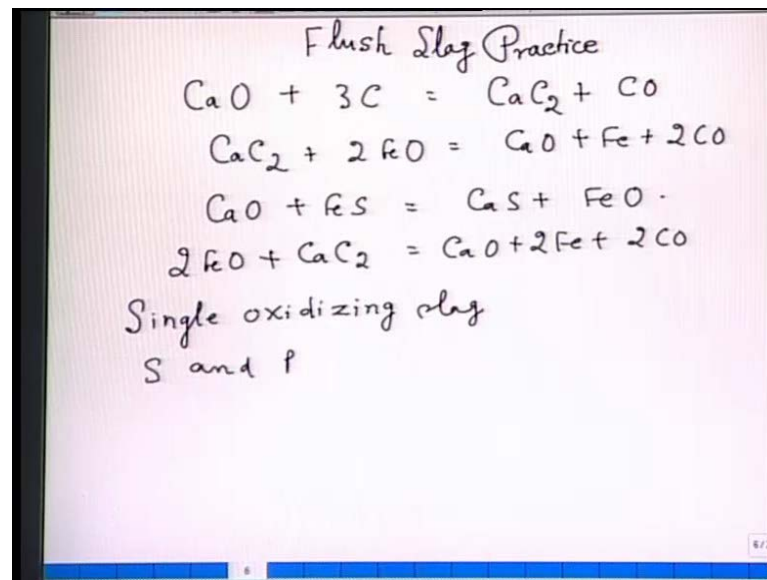 Flush Slag Practice
CaO + 3C = CaC2 + CO
CaC2 + 2FeO = CaO + Fe + 2CO
CaO + FeS = CaS + FeO.
2FeO + CaC2 = CaO + 2Fe + 2CO
Single oxidizing slag
S and P
6